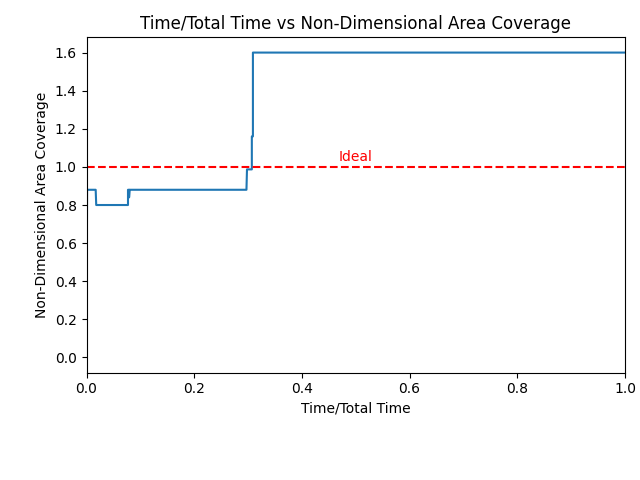 Time/Total Time vs Non-Dimensional Area Coverage
Non-Dimensional Area Coverage
1.6
1.4
1.2
1.0
0.8
0.6
0.4
0.2
0.0
Ideal
0.0 0.2 0.4 0.6 0.8 1.0
Time/Total Time